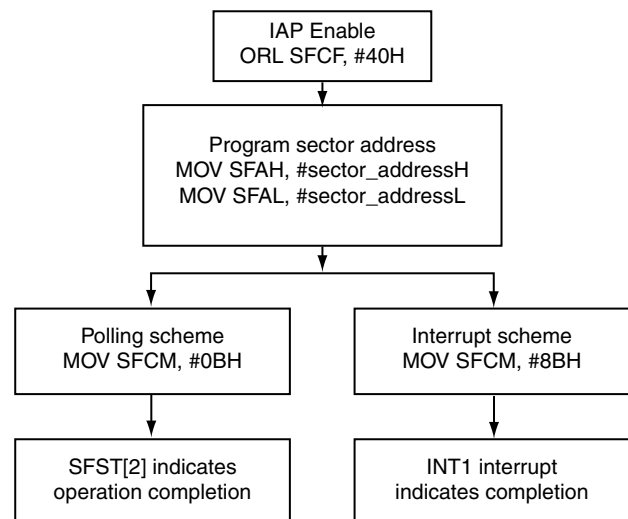 IAP Enable
ORL SFCF, #40H
Program sector address
MOV SFAH, #sector_addressH
MOV SFAL, #sector_addressL
Polling scheme
MOV SFCM, #0BH
Interrupt scheme
MOV SFCM, #8BH
SFST[2] indicates
operation completion
INT1 interrupt
indicates completion